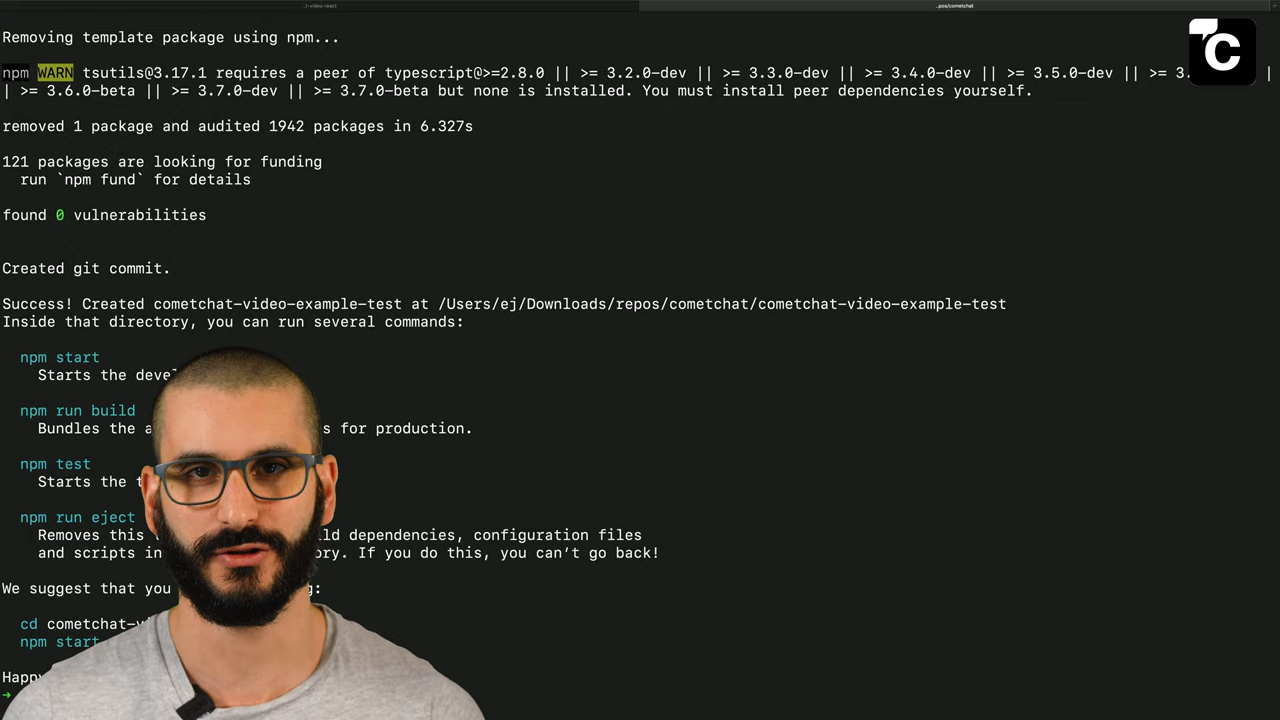 ..t-video-react
..pos/cometchat
Removing template package using npm...
npm WARN tsutils@3.17.1 requires a peer of typescript@>=2.8.0 || >= 3.2.0-dev || >= 3.3.0-dev || >= 3.4.0-dev || >= 3.5.0-dev || >= 3. ||
| >= 3.6.0-beta || >= 3.7.0-dev || >= 3.7.0-beta but none is installed. You must install peer dependencies yourself.
removed 1 package and audited 1942 packages in 6.327s
121 packages are looking for funding
run `npm fund` for details
found 0 vulnerabilities
Created git commit.
Success! Created cometchat-video-example-test at /Users/ej/Downloads/repos/cometchat/cometchat-video-example-test
Inside that directory, you can run several commands:
npm start
Starts the deve
npm run build
Bundles the a s for production.
npm test
Starts the t
npm run eject
Removes this ld dependencies, configuration files
and scripts in ory. If you do this, you can’t go back!
We suggest that you g:
cd cometchat-v
npm start
Happy
C